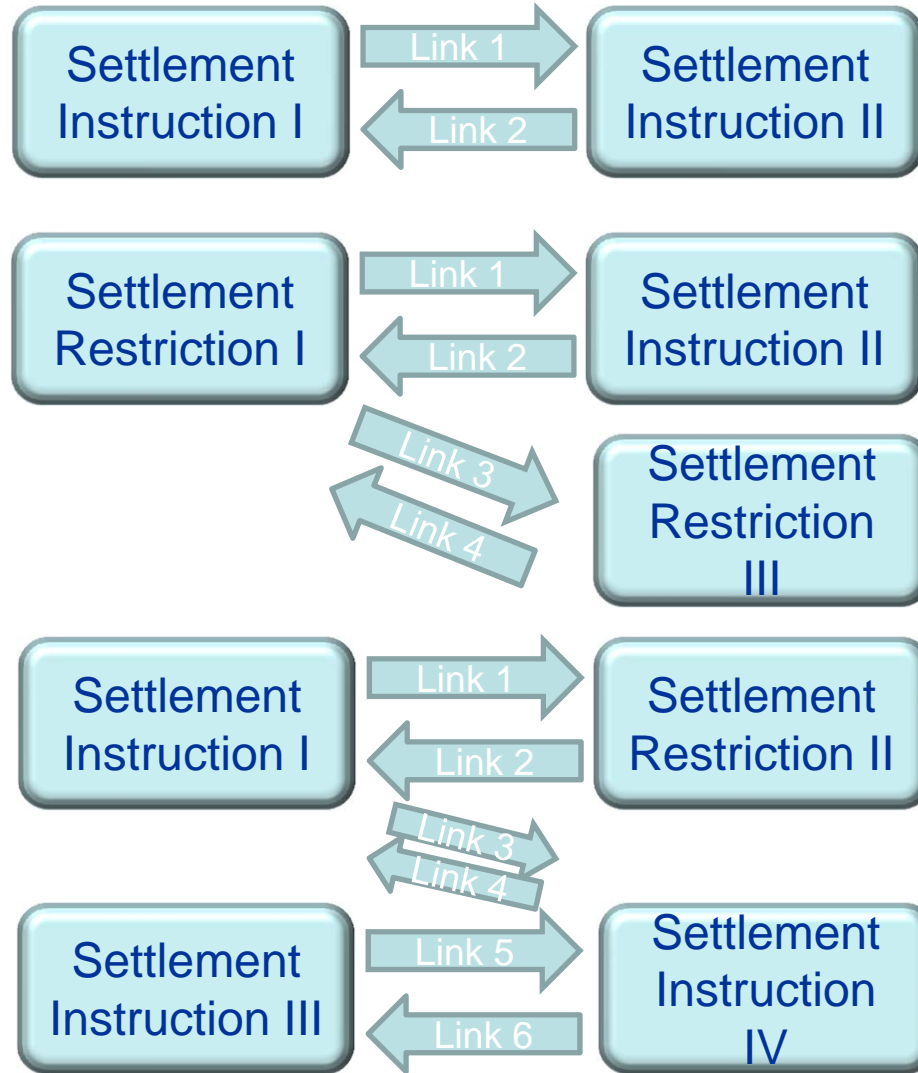 Settlement
Instruction I
Link 1
Link 2
Settlement
Instruction II
Settlement
Restriction I
Link 1
Link 2
Settlement
Instruction II
Link 3
Link 4
Settlement
Restriction
III
Settlement
Instruction I
Link 1
Link 2
Settlement
Restriction II
Link 3
Link 4
Settlement
Instruction III
Link 5
Link 6
Settlement
Instruction
IV